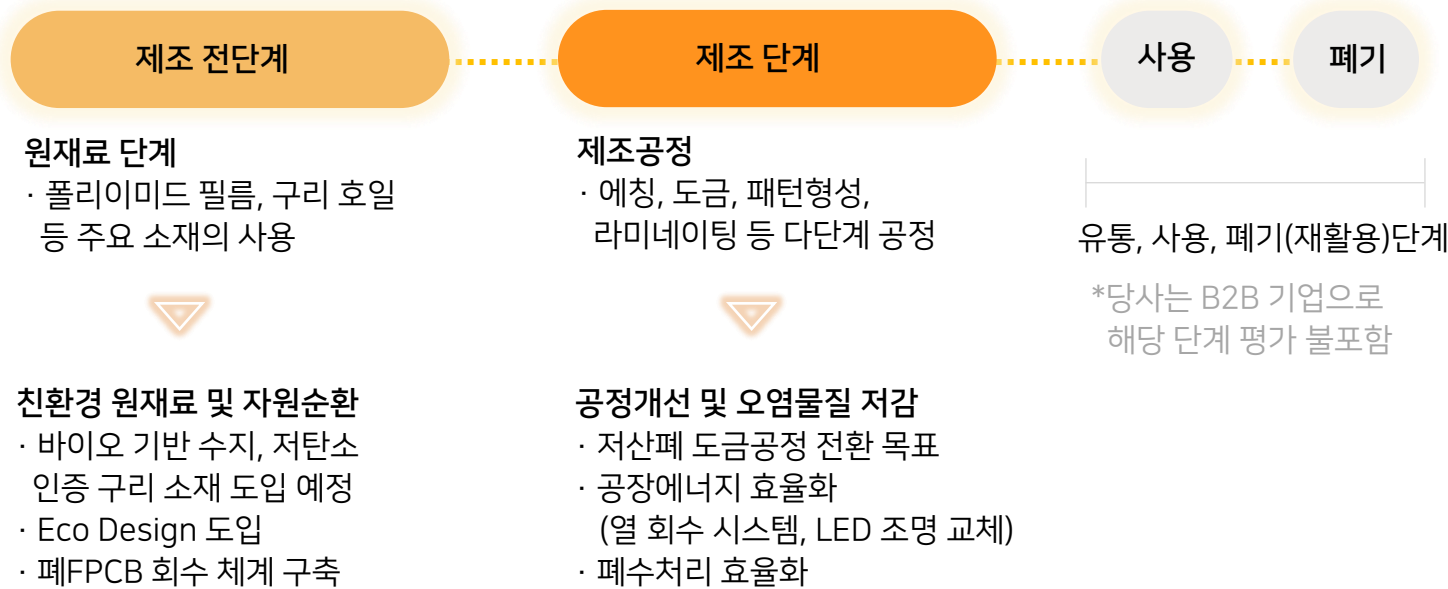 제조 전단계
제조 단계
사용
폐기
원재료 단계
· 폴리이미드 필름, 구리 호일
등 주요 소재의 사용
제조공정
· 에칭, 도금, 패턴형성,
라미네이팅 등 다단계 공정
유통, 사용, 폐기(재활용)단계
*당사는 B2B 기업으로
해당 단계 평가 불포함
친환경 원재료 및 자원순환
· 바이오 기반 수지, 저탄소
인증 구리 소재 도입 예정
· Eco Design 도입
· 폐FPCB 회수 체계 구축
공정개선 및 오염물질 저감
· 저산폐 도금공정 전환 목표
· 공장에너지 효율화
(열 회수 시스템, LED 조명 교체)
· 폐수처리 효율화